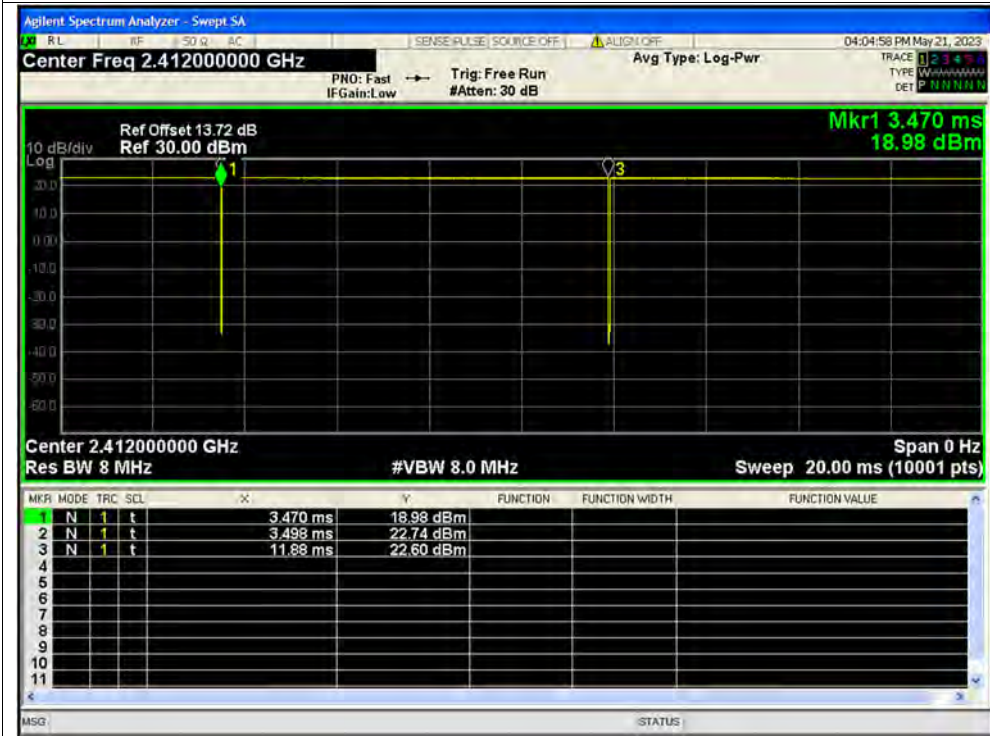 Agilent Spectrum Analyzer - Swept SA
RL RF 50 Ω AC SENSE:PULSE SOURCE OFF ALIGN OFF 04:04:58 PM May 21, 2023
Center Freq 2.412000000 GHz
PNO: Fast IFGain:Low
Trig: Free Run #Atten: 30 dB
Avg Type: Log-Pwr
TRACE 1 2 3 4 5 6
TYPE W
DET P N N N N N
Mkr1 3.470 ms
18.98 dBm
Ref Offset 13.72 dB
10 dB/div Ref 30.00 dBm
Log
1 3
20.0
10.0
0.00
-10.0
-20.0
-30.0
-40.0
-50.0
-60.0
Center 2.412000000 GHz Span 0 Hz
Res BW 8 MHz #VBW 8.0 MHz Sweep 20.00 ms (10001 pts)
MKR MODE TRC SCL X Y FUNCTION FUNCTION WIDTH FUNCTION VALUE
1 N 1 t 3.470 ms 18.98 dBm
2 N 1 t 3.498 ms 22.74 dBm
3 N 1 t 11.88 ms 22.60 dBm
4
5
6
7
8
9
10
11
MSG STATUS